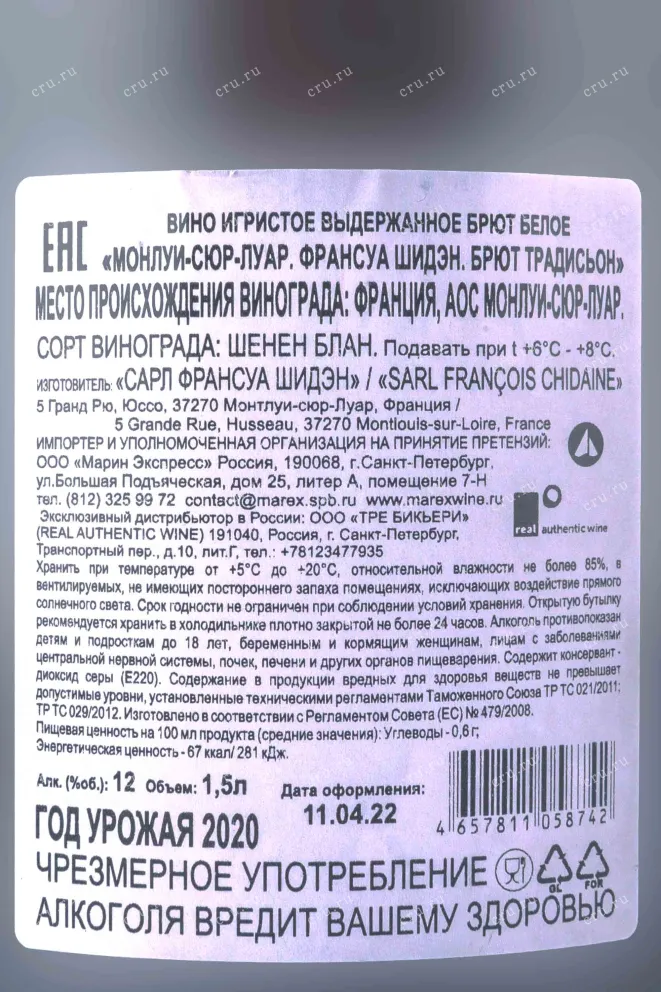 cru.ru cru.ru cru.ru cru.ru cru.ru cru.ru cru.ru
EAC
ВИНО ИГРИСТОЕ ВЫДЕРЖАННОЕ БРЮТ БЕЛОЕ
«МОНЛУИ-СЮР-ЛУАР. ФРАНСУА ШИДЭН. БРЮТ ТРАДИСЬОН»
МЕСТО ПРОИСХОЖДЕНИЯ ВИНОГРАДА: ФРАНЦИЯ, АОС МОНЛУИ-СЮР-ЛУАР.
СОРТ ВИНОГРАДА: ШЕНЕН БЛАН. Подавать при t +6°С - +8°С.
ИЗГОТОВИТЕЛЬ: «САРЛ ФРАНСУА ШИДЭН» / «SARL FRANÇOIS CHIDAINE»
5 Гранд Рю, Юссо, 37270 Монтлуи-сюр-Луар, Франция /
5 Grande Rue, Husseau, 37270 Montlouis-sur-Loire, France
ИМПОРТЕР И УПОЛНОМОЧЕННАЯ ОРГАНИЗАЦИЯ НА ПРИНЯТИЕ ПРЕТЕНЗИЙ:
ООО «Марин Экспресс» Россия, 190068, г.Санкт-Петербург,
ул.Большая Подъяческая, дом 25, литер А, помещение 7-Н
тел. (812) 325 99 72 contact@marex.spb.ru www.marexwine.ru
Эксклюзивный дистрибьютор в России: ООО «ТРЕ БИКЬЕРИ»
(REAL AUTHENTIC WINE) 191040, Россия, г. Санкт-Петербург,
real authentic wine
Транспортный пер., д.10, лит.Г, тел.: +78123477935
Хранить при температуре от +5°С до +20°С, относительной влажности не более 85%, в
вентилируемых, не имеющих постороннего запаха помещениях, исключающих воздействие прямого
солнечного света. Срок годности не ограничен при соблюдении условий хранения. Открытую бутылку
рекомендуется хранить в холодильнике плотно закрытой не более 24 часов. Алкоголь противопоказан
детям и подросткам до 18 лет, беременным и кормящим женщинам, лицам с заболеваниями
центральной нервной системы, почек, печени и других органов пищеварения. Содержит консервант -
диоксид серы (Е220). Содержание в продукции вредных для здоровья веществ не превышает
допустимые уровни, установленные техническими регламентами Таможенного Союза ТР ТС 021/2011;
ТР ТС 029/2012. Изготовлено в соответствии с Регламентом Совета (ЕС) № 479/2008.
Пищевая ценность на 100 мл продукта (средние значения): Углеводы - 0,6 г;
Энергетическая ценность - 67 ккал/ 281 кДж.
Алк. (%об.): 12 Объем: 1,5л
Дата оформления:
11.04.22
4 657811 058742
ГОД УРОЖАЯ 2020
ЧРЕЗМЕРНОЕ УПОТРЕБЛЕНИЕ
GL FOR
АЛКОГОЛЯ ВРЕДИТ ВАШЕМУ ЗДОРОВЬЮ